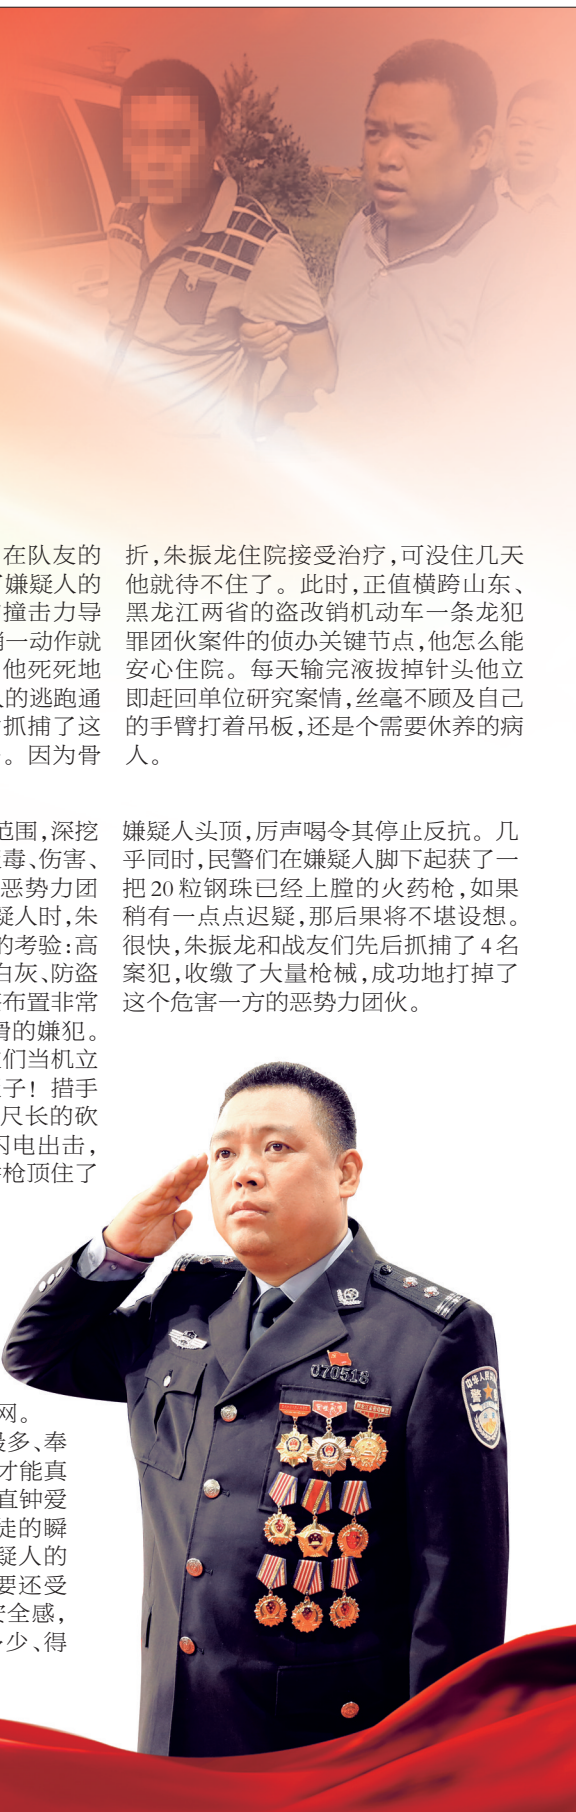 在队友的
嫌疑人的
撞击力导
一动作就
他死死地
的逃跑通
抓捕了这
。因为骨
折,朱振龙住院接受治疗,可没住几天
他就待不住了。此时,正值横跨山东、
黑龙江两省的盗改销机动车一条龙犯
罪团伙案件的侦办关键节点,他怎么能
安心住院。每天输完液拔掉针头他立
即赶回单位研究案情,丝毫不顾及自己
的手臂打着吊板,还是个需要休养的病
人。
范围,深挖
毒、伤害、
恶势力团
疑人时,朱
的考验:高
白灰、防盗
布置非常
滑的嫌犯。
们当机立
子!措手
尺长的砍
闪电出击,
枪顶住了
嫌疑人头顶,厉声喝令其停止反抗。几
乎同时,民警们在嫌疑人脚下起获了一
把20粒钢珠已经上膛的火药枪,如果
稍有一点点迟疑,那后果将不堪设想。
很快,朱振龙和战友们先后抓捕了4名
案犯,收缴了大量枪械,成功地打掉了
这个危害一方的恶势力团伙。
网。
最多、奉
才能真
直钟爱
徒的瞬
疑人的
要还受
安全感,
少、得
070518
警